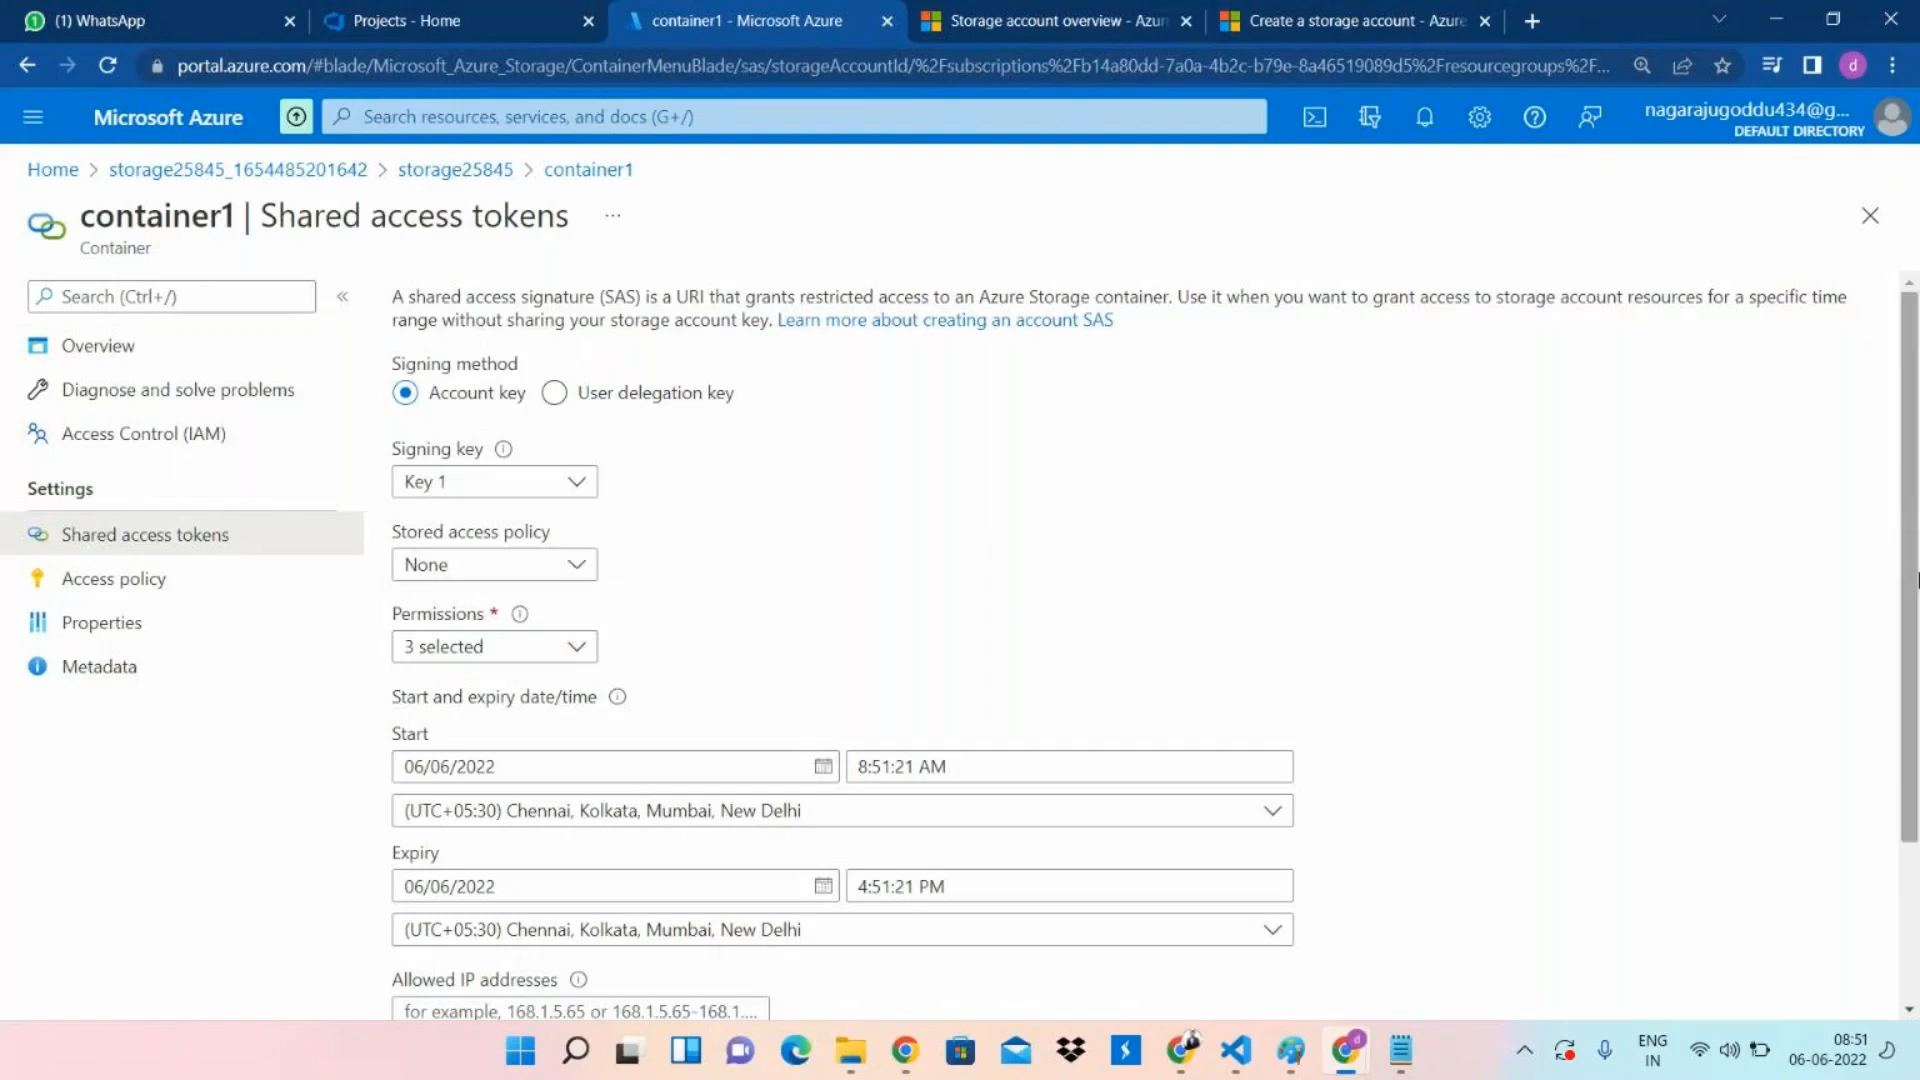 (1) WhatsApp
Projects - Home
container1 - Microsoft Azure
Storage account overview - Azur
Create a storage account - Azure
portal.azure.com/#blade/Microsoft_Azure_Storage/ContainerMenuBlade/sas/storageAccountId/%2Fsubscriptions%2Fb14a80dd-7a0a-4b2c-b79e-8a46519089d5%2Fresourcegroups%2F...
d
Microsoft Azure
Search resources, services, and docs (G+/)
nagarajugoddu434@g...
DEFAULT DIRECTORY
Home > storage25845_1654485201642 > storage25845 > container1
container1 | Shared access tokens ...
Container
Search (Ctrl+/)
Overview
Diagnose and solve problems
Access Control (IAM)
Settings
Shared access tokens
Access policy
Properties
Metadata
A shared access signature (SAS) is a URI that grants restricted access to an Azure Storage container. Use it when you want to grant access to storage account resources for a specific time
range without sharing your storage account key. Learn more about creating an account SAS
Signing method
Account key User delegation key
Signing key
Key 1
Stored access policy
None
Permissions *
3 selected
Start and expiry date/time
Start
06/06/2022 8:51:21 AM
(UTC+05:30) Chennai, Kolkata, Mumbai, New Delhi
Expiry
06/06/2022 4:51:21 PM
(UTC+05:30) Chennai, Kolkata, Mumbai, New Delhi
Allowed IP addresses
for example, 168.1.5.65 or 168.1.5.65-168.1....
ENG
IN
08:51
06-06-2022